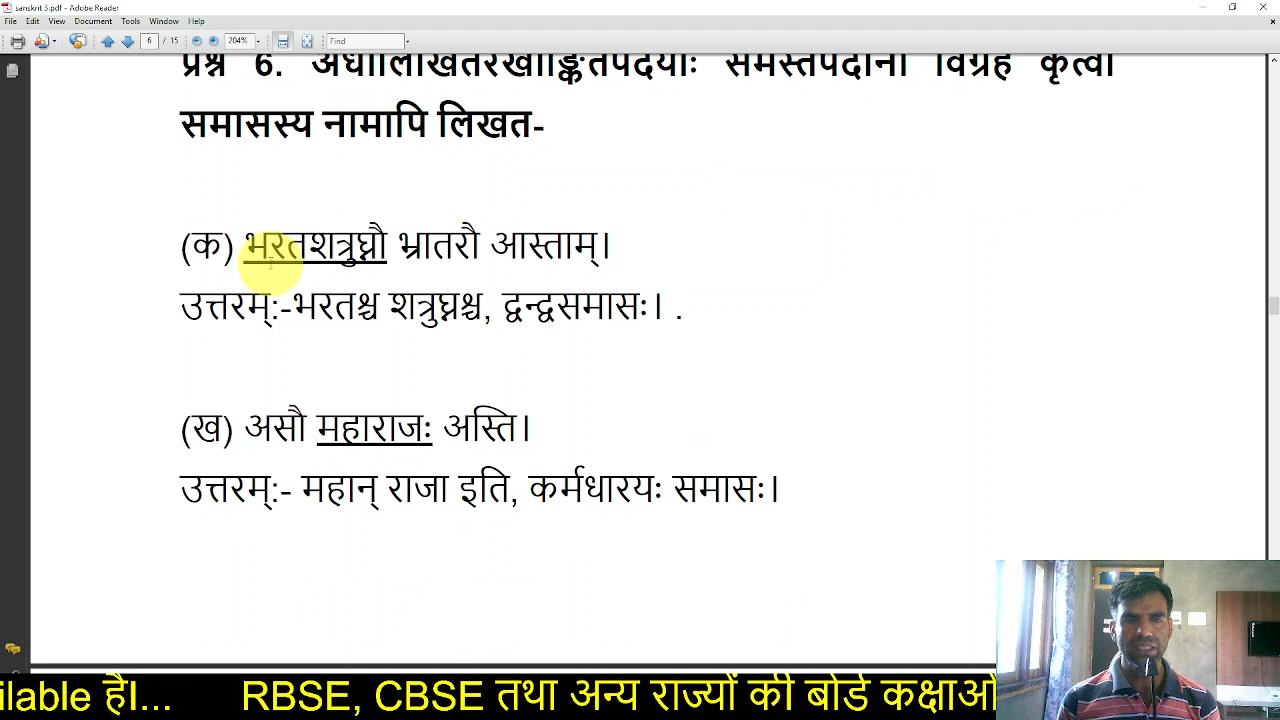 sanskrit 3.pdf - Adobe Reader
File Edit View Document Tools Window Help
6 / 15 204% Find
प्रश्न 6. अधोलिखितरेखाङ्कितपदयोः समस्तपदानां विग्रहं कृत्वा
समासस्य नामापि लिखत-
(क) भरतशत्रुघ्नौ भ्रातरौ आस्ताम्।
उत्तरम्:-भरतश्च शत्रुघ्नश्च, द्वन्द्वसमासः। .
(ख) असौ महाराजः अस्ति।
उत्तरम्:- महान् राजा इति, कर्मधारयः समासः।
ilable है।... RBSE, CBSE तथा अन्य राज्यों की बोर्ड कक्षाओं